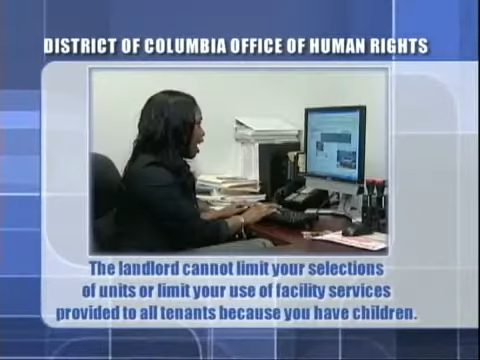 DISTRICT OF COLUMBIA OFFICE OF HUMAN RIGHTS
The landlord cannot limit your selections
of units or limit your use of facility services
provided to all tenants because you have children.